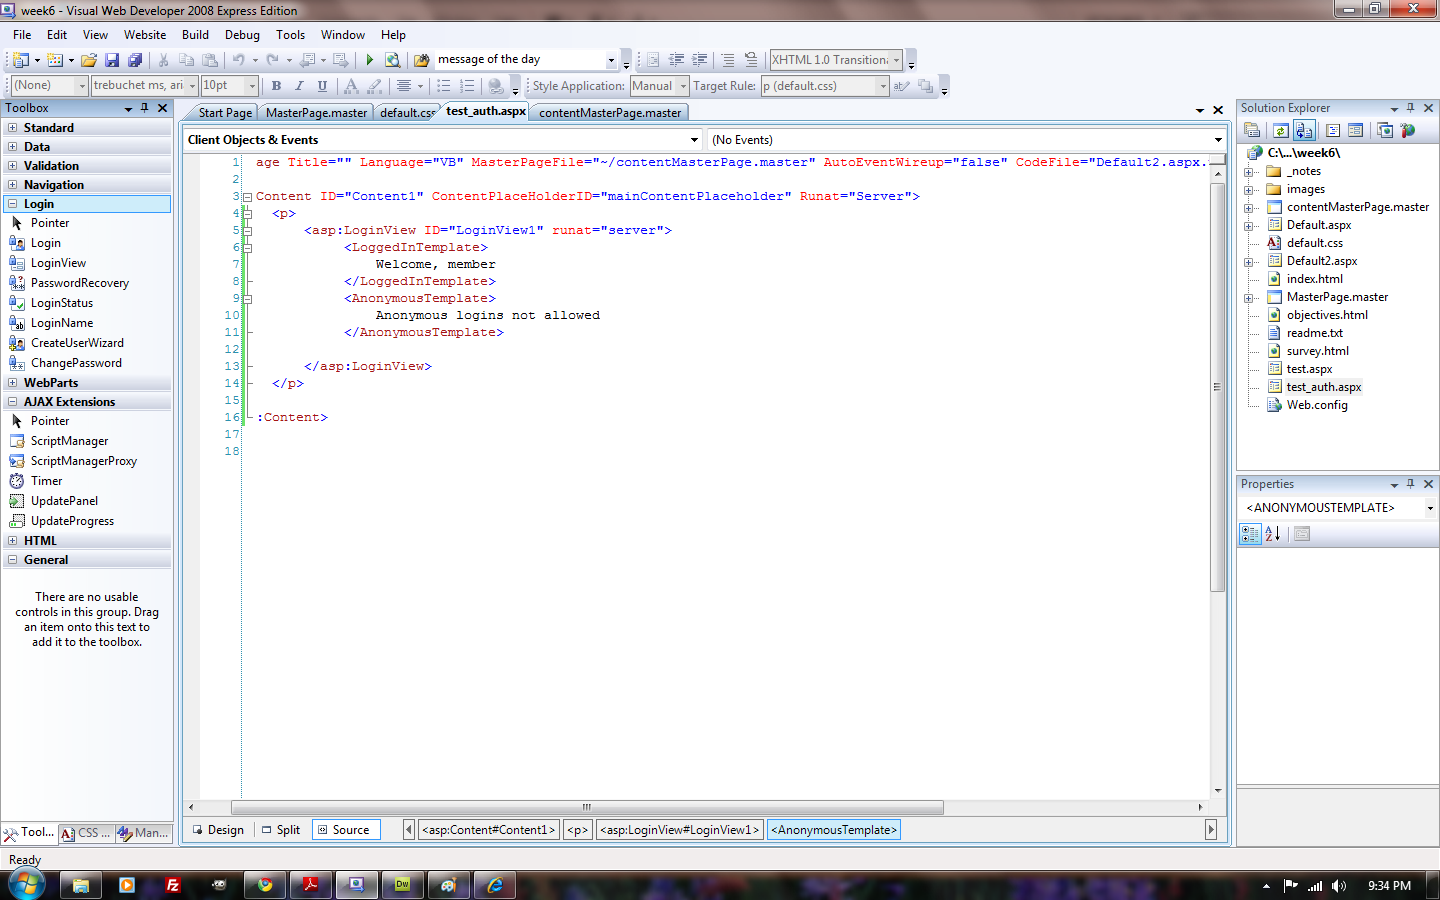 week6 - Visual Web Developer 2008 Express Edition
File Edit View Website Build Debug Tools Window Help
message of the day
XHTML 1.0 Transitiona
(None) trebuchet ms, ari 10pt B I U A Style Application: Manual Target Rule: p (default.css)
Toolbox
Standard
Data
Validation
Navigation
Login
Pointer
Login
LoginView
PasswordRecovery
LoginStatus
LoginName
CreateUserWizard
ChangePassword
WebParts
AJAX Extensions
Pointer
ScriptManager
ScriptManagerProxy
Timer
UpdatePanel
UpdateProgress
HTML
General
There are no usable
controls in this group. Drag
an item onto this text to
add it to the toolbox.
Tool... CSS ... Man...
Start Page MasterPage.master default.css test_auth.aspx contentMasterPage.master
Client Objects & Events (No Events)
1 age Title="" Language="VB" MasterPageFile="~/contentMasterPage.master" AutoEventWireup="false" CodeFile="Default2.aspx.
2
3 Content ID="Content1" ContentPlaceHolderID="mainContentPlaceholder" Runat="Server">
4 <p>
5 <asp:LoginView ID="LoginView1" runat="server">
6 <LoggedInTemplate>
7 Welcome, member
8 </LoggedInTemplate>
9 <AnonymousTemplate>
10 Anonymous logins not allowed
11 </AnonymousTemplate>
12
13 </asp:LoginView>
14 </p>
15
16 :Content>
17
18
Design Split Source <asp:Content#Content1> <p> <asp:LoginView#LoginView1> <AnonymousTemplate>
Solution Explorer
C:\...\week6\
_notes
images
contentMasterPage.master
Default.aspx
default.css
Default2.aspx
index.html
MasterPage.master
objectives.html
readme.txt
survey.html
test.aspx
test_auth.aspx
Web.config
Properties
<ANONYMOUSTEMPLATE>
Ready
9:34 PM